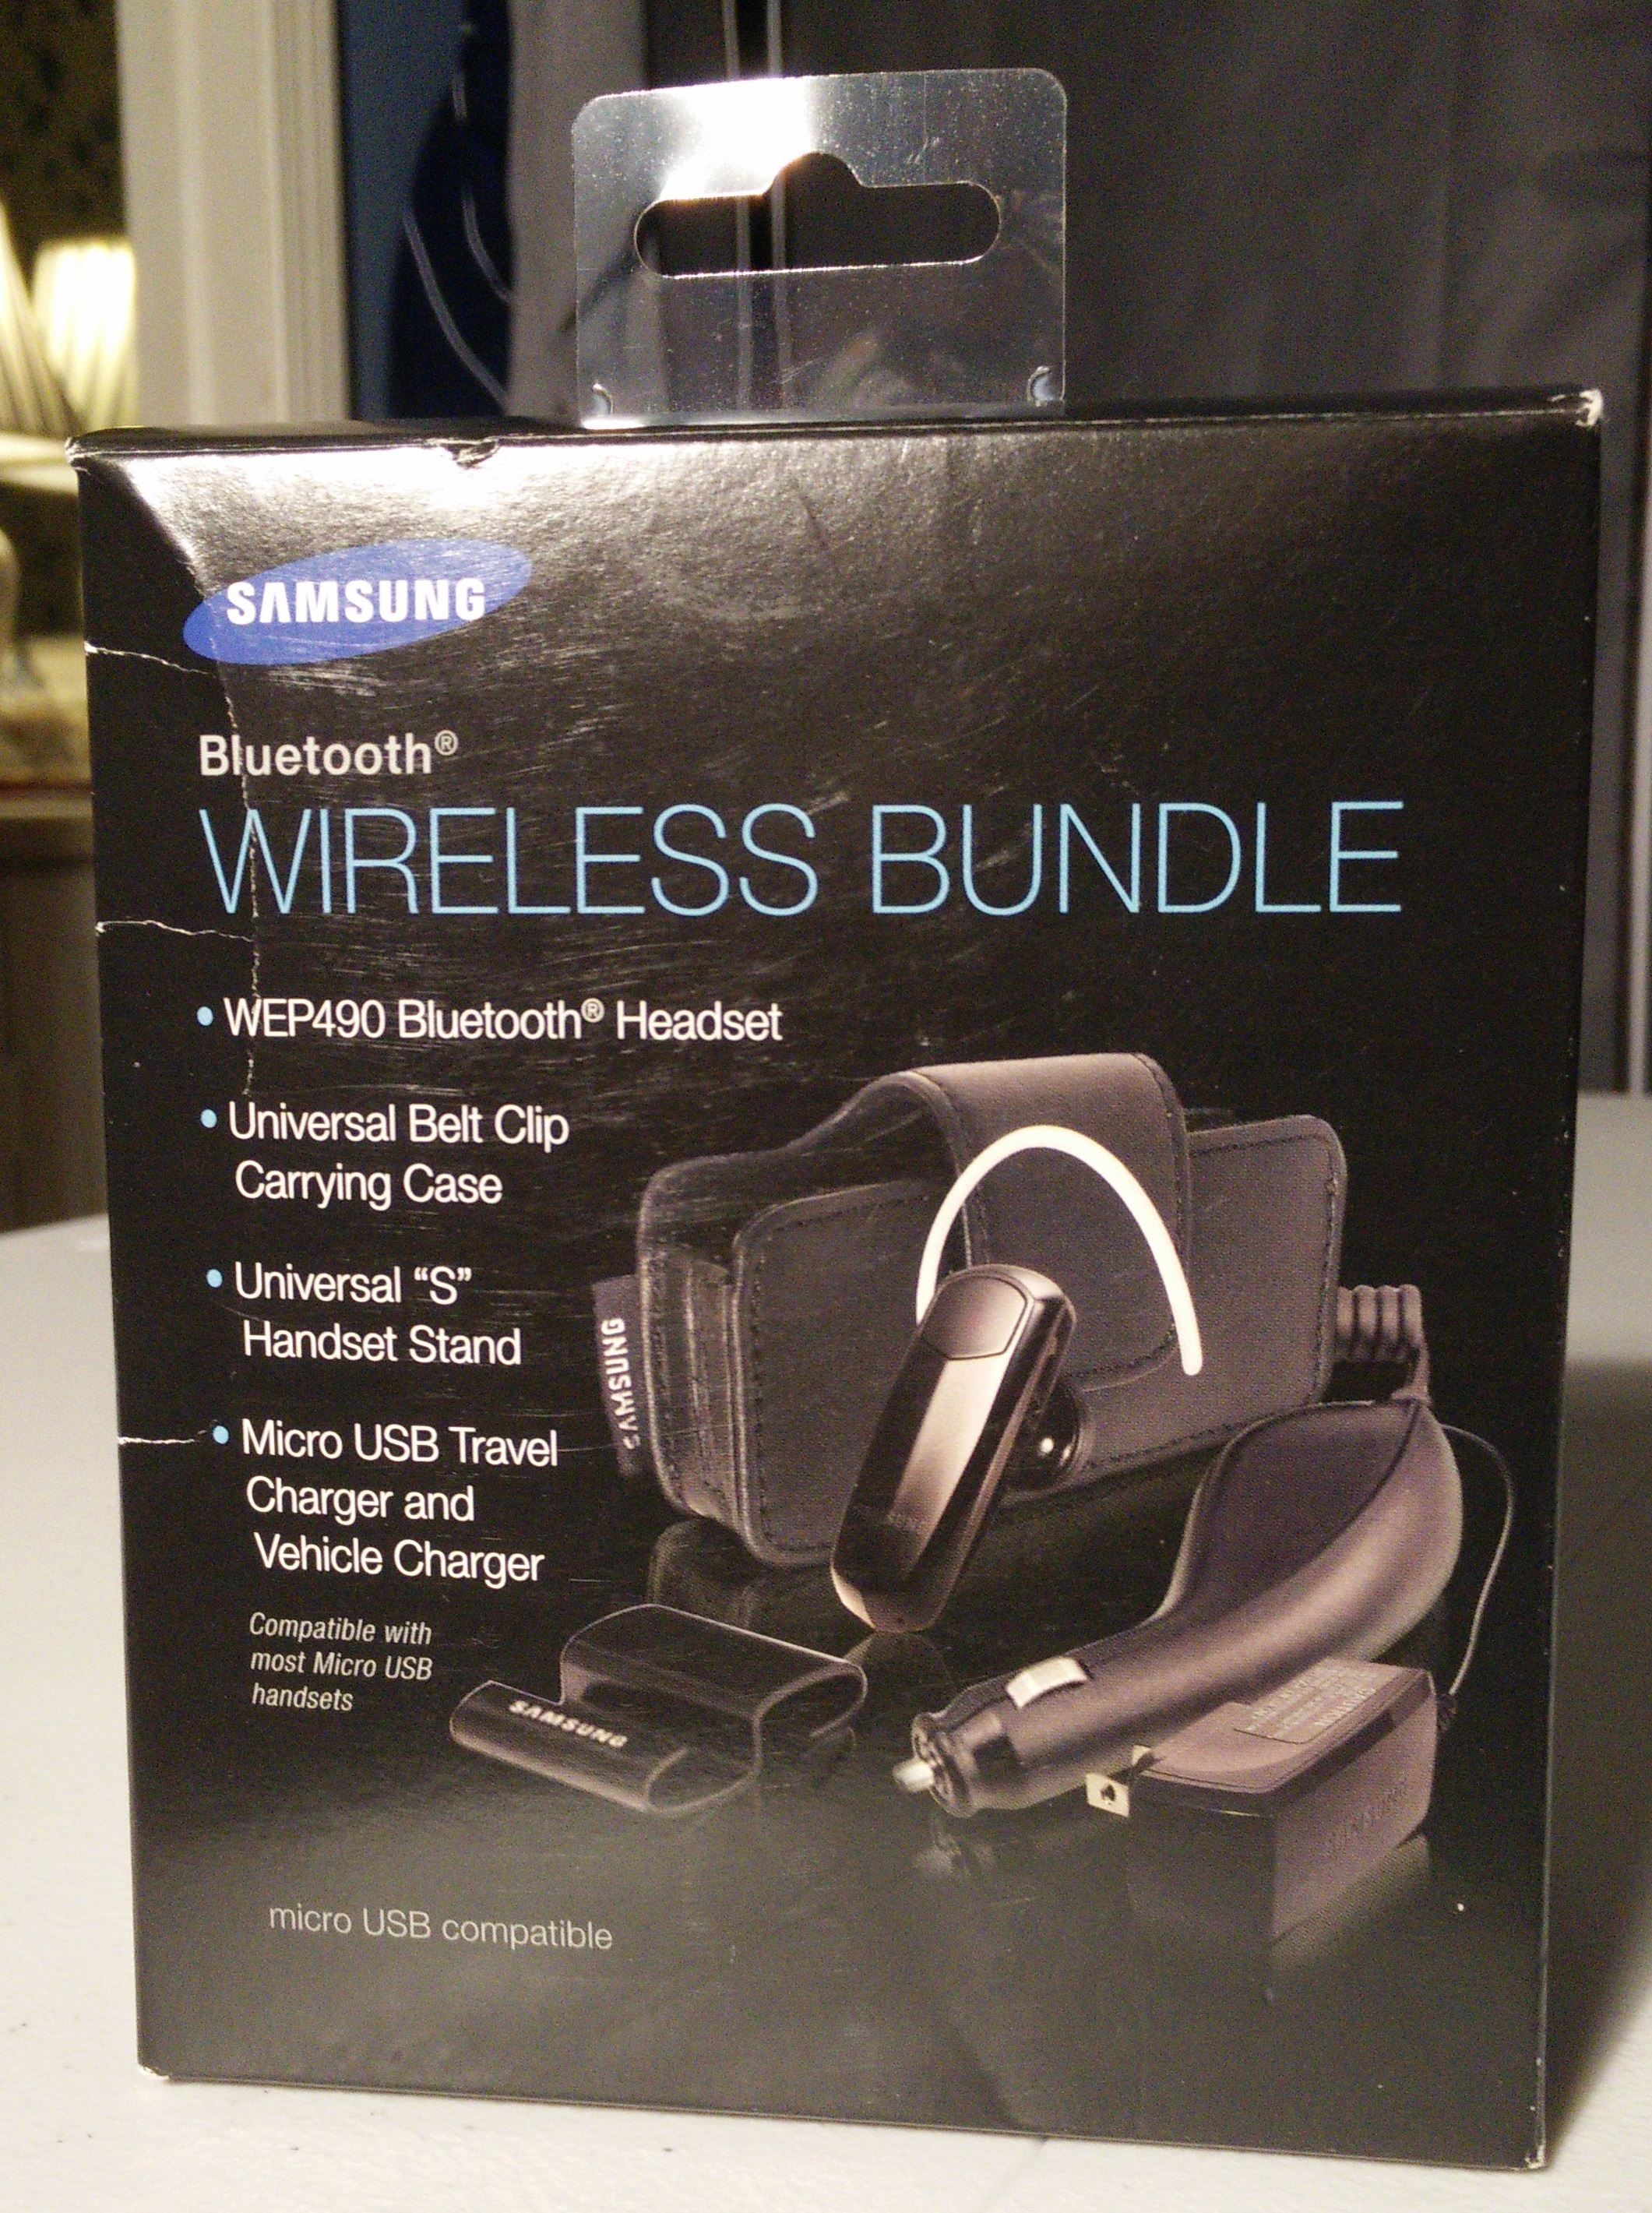 SAMSUNG
Bluetooth®
WIRELESS BUNDLE
• WEP490 Bluetooth® Headset
• Universal Belt Clip
Carrying Case
• Universal “S”
Handset Stand
• Micro USB Travel
Charger and
Vehicle Charger
Compatible with
most Micro USB
handsets
SAMSUNG
SAMSUNG
SAMSUNG
micro USB compatible